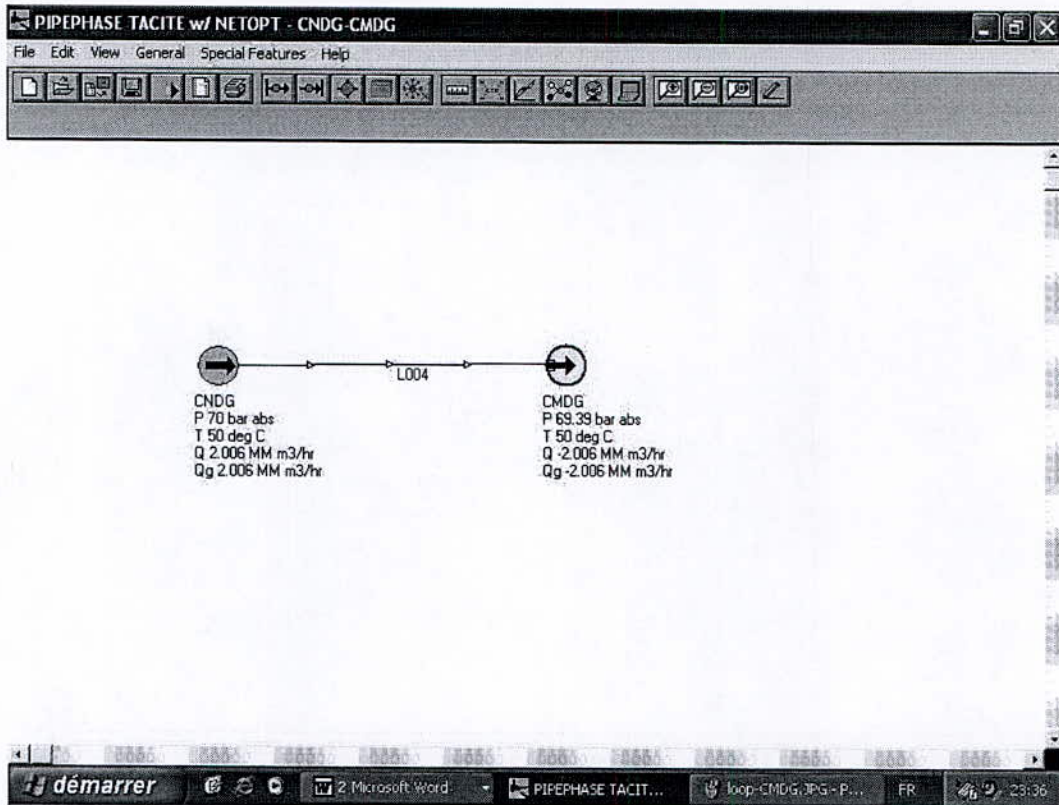 PIPEPHASE TACITE w/ NETOPT - CNDG-CMDG
File Edit View General Special Features Help
L004
CNDG
P 70 bar abs
T 50 deg C
Q 2.006 MM m3/hr
Qg 2.006 MM m3/hr
CMDG
P 69.39 bar abs
T 50 deg C
Q -2.006 MM m3/hr
Qg -2.006 MM m3/hr
démarrer 2 Microsoft Word PIPEPHASE TACIT... loop-CMDG.JPG - P... FR 23:36